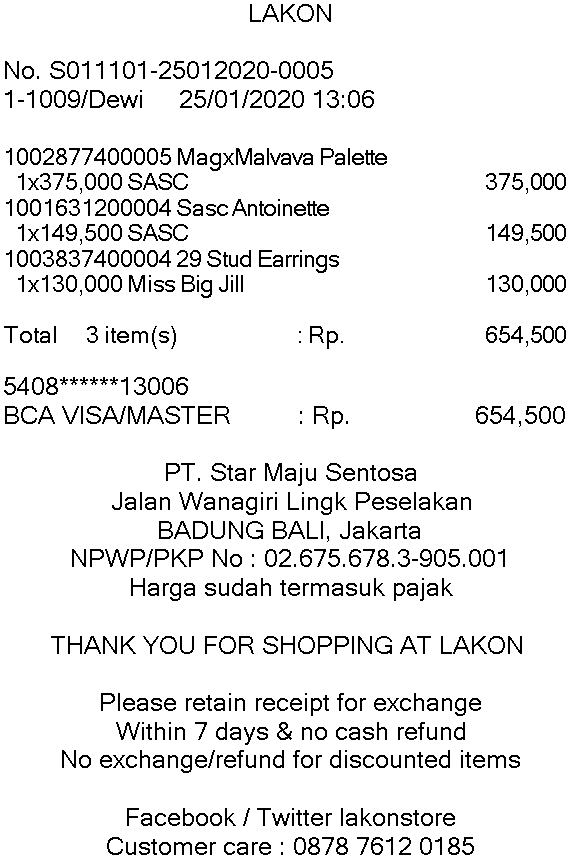 LAKON
No. S011101-25012020-0005
1-1009/Dewi 25/01/2020 13:06
1002877400005 MagxMalvava Palette
1x375,000 SASC 375,000
1001631200004 Sasc Antoinette
1x149,500 SASC 149,500
1003837400004 29 Stud Earrings
1x130,000 Miss Big Jill 130,000
Total 3 item(s) : Rp. 654,500
5408******13006
BCA VISA/MASTER : Rp. 654,500
PT. Star Maju Sentosa
Jalan Wanagiri Lingk Peselakan
BADUNG BALI, Jakarta
NPWP/PKP No : 02.675.678.3-905.001
Harga sudah termasuk pajak
THANK YOU FOR SHOPPING AT LAKON
Please retain receipt for exchange
Within 7 days & no cash refund
No exchange/refund for discounted items
Facebook / Twitter lakonstore
Customer care : 0878 7612 0185